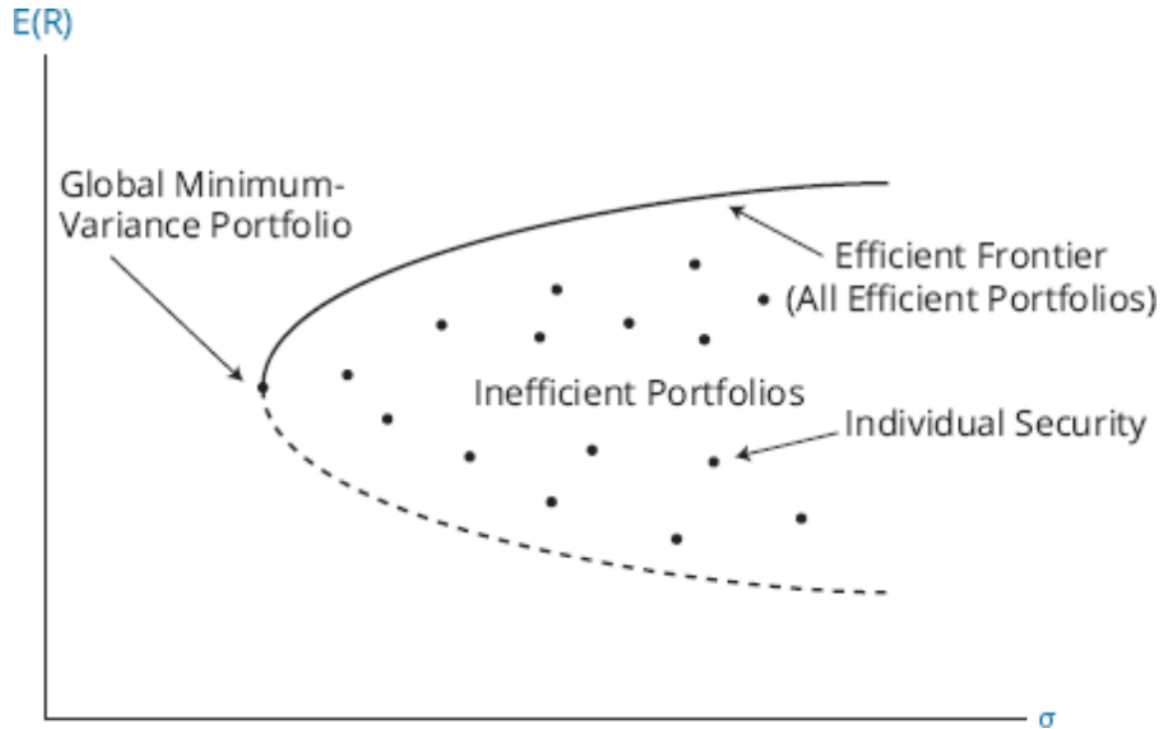 E(R)
Global Minimum-
Variance Portfolio
Efficient Frontier
(All Efficient Portfolios)
Inefficient Portfolios
Individual Security
σ